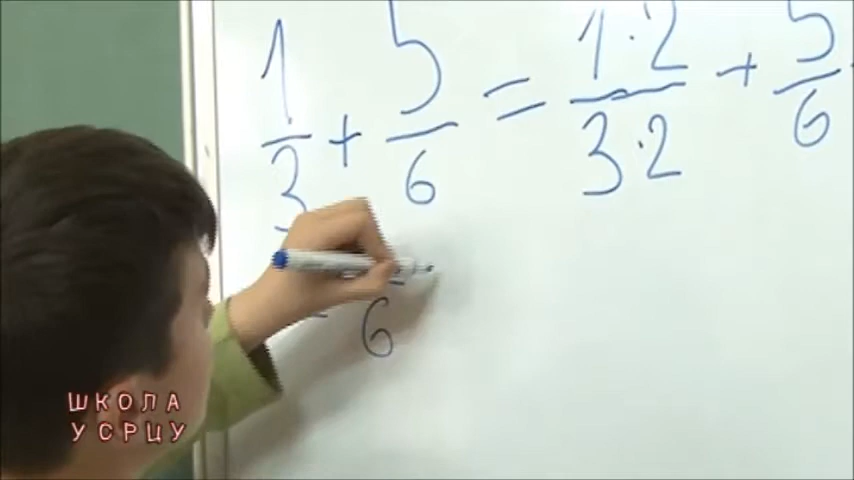 1/3 + 5/6 = 1·2/3·2 + 5/6
6
ШКОЛА
У СРЦУ